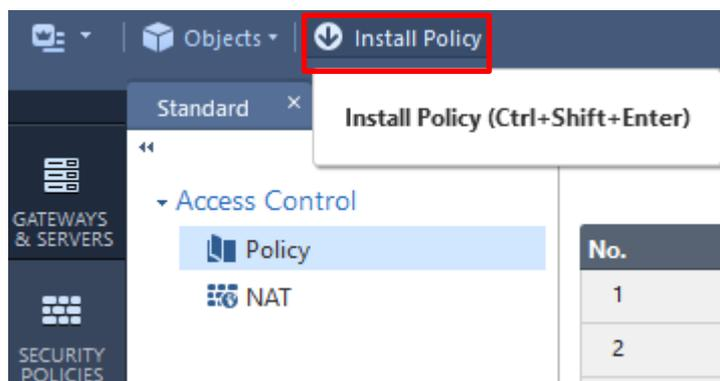 Objects
Install Policy
Standard
Install Policy (Ctrl+Shift+Enter)
GATEWAYS
& SERVERS
Access Control
Policy
NAT
No.
1
2
SECURITY
POLICIES